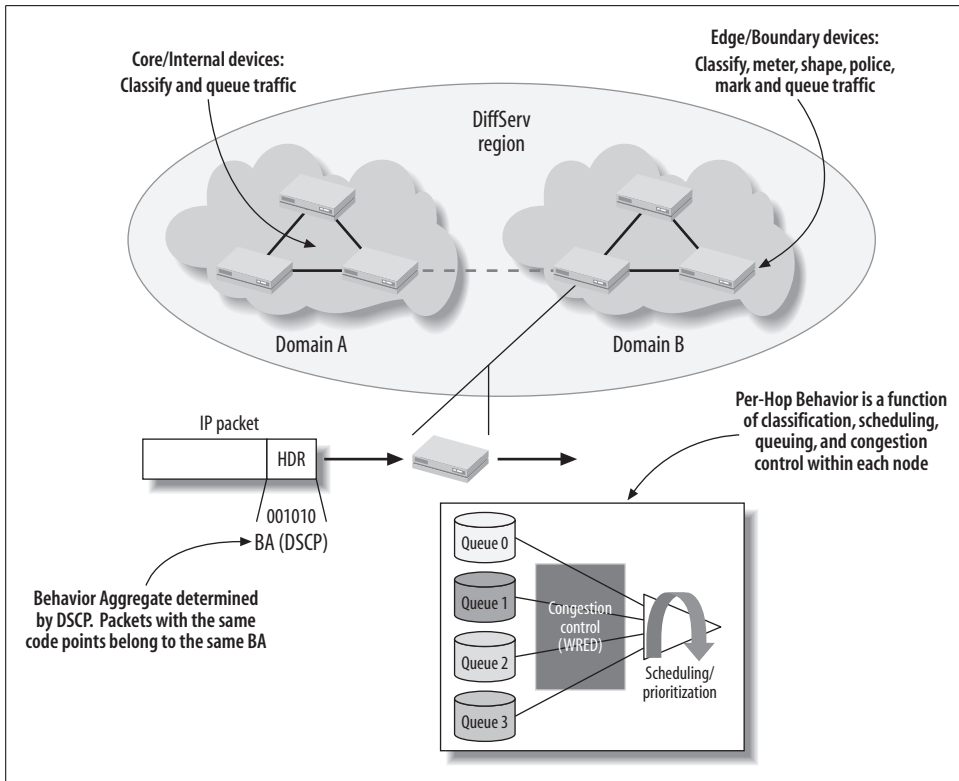 Core/Internal devices:
Classify and queue traffic
Edge/Boundary devices:
Classify, meter, shape, police,
mark and queue traffic
DiffServ
region
Domain A
Domain B
IP packet
HDR
001010
BA (DSCP)
Behavior Aggregate determined
by DSCP. Packets with the same
code points belong to the same BA
Per-Hop Behavior is a function
of classification, scheduling,
queuing, and congestion
control within each node
Queue 0
Queue 1
Queue 2
Queue 3
Congestion
control
(WRED)
Scheduling/
prioritization